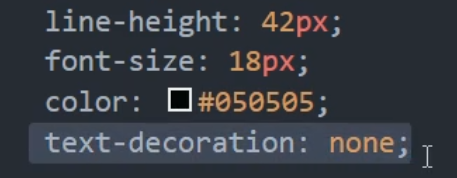 line-height: 42px;
font-size: 18px;
color: #050505;
text-decoration: none;